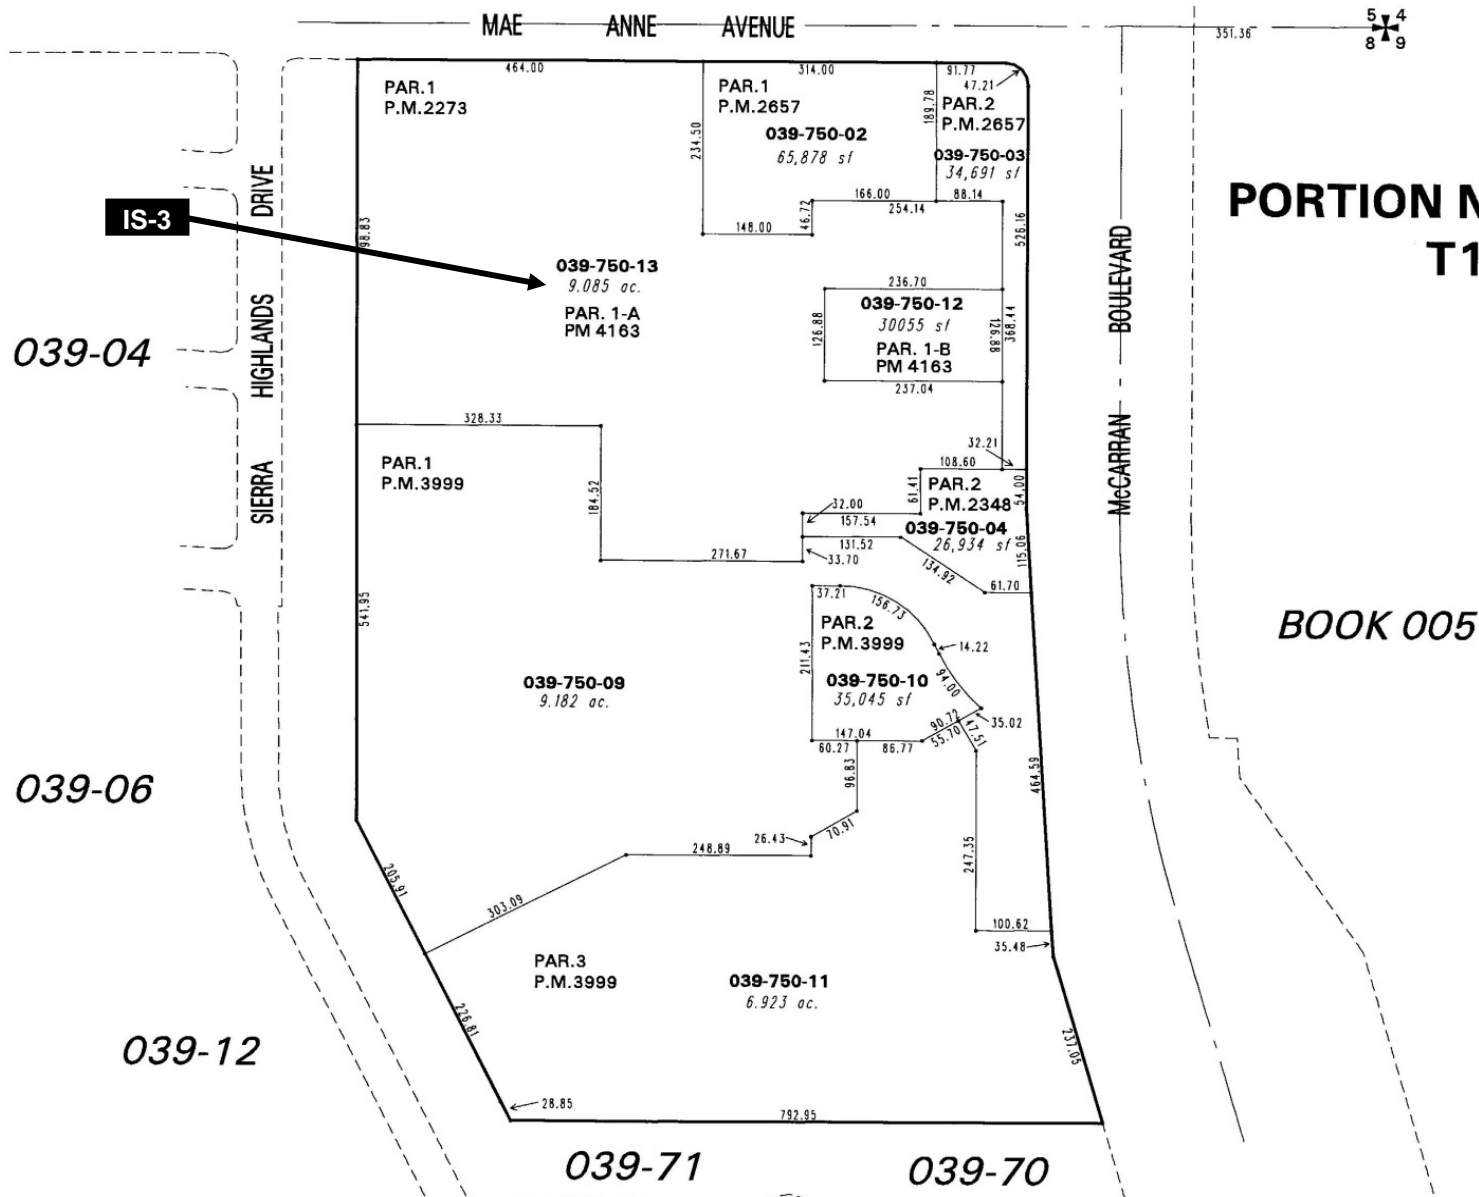 MAE ANNE AVENUE
351.36
5 4
8 9
464.00
314.00
91.77
47.21
PAR.1
P.M.2273
PAR.1
P.M.2657
PAR.2
P.M.2657
189.78
234.50
039-750-02
65,878 sf
039-750-03
34,691 sf
166.00
88.14
254.14
46.72
148.00
526.16
PORTION N
T1
IS-3
98.83
SIERRA HIGHLANDS DRIVE
McCARRAN BOULEVARD
039-750-13
9.085 ac.
PAR. 1-A
PM 4163
236.70
039-750-12
30055 sf
PAR. 1-B
PM 4163
126.88
126.88
368.44
237.04
039-04
328.33
PAR.1
P.M.3999
184.52
32.21
108.60
61.41
54.00
PAR.2
P.M.2348
32.00
157.54
039-750-04
26,934 sf
131.52
115.06
271.67
33.70
134.92
61.70
37.21
156.73
541.95
PAR.2
P.M.3999
BOOK 005
14.22
211.43
94.00
039-750-09
9.182 ac.
039-750-10
35,045 sf
35.02
90.72
55.70
47.51
147.04
60.27
86.77
96.83
464.59
039-06
70.91
26.43
248.89
247.35
205.91
303.09
100.62
35.48
PAR.3
P.M.3999
039-750-11
6.923 ac.
226.81
237.05
039-12
28.85
792.95
039-71
039-70